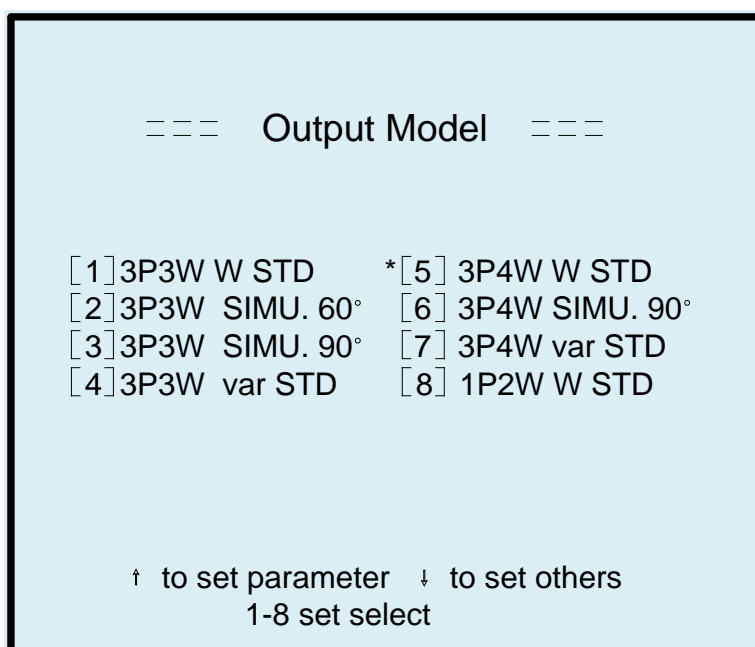 === Output Model ===
[1]3P3W W STD *[5] 3P4W W STD
[2]3P3W SIMU. 60° [6] 3P4W SIMU. 90°
[3]3P3W SIMU. 90° [7] 3P4W var STD
[4]3P3W var STD [8] 1P2W W STD
↑ to set parameter ↓ to set others
1-8 set select